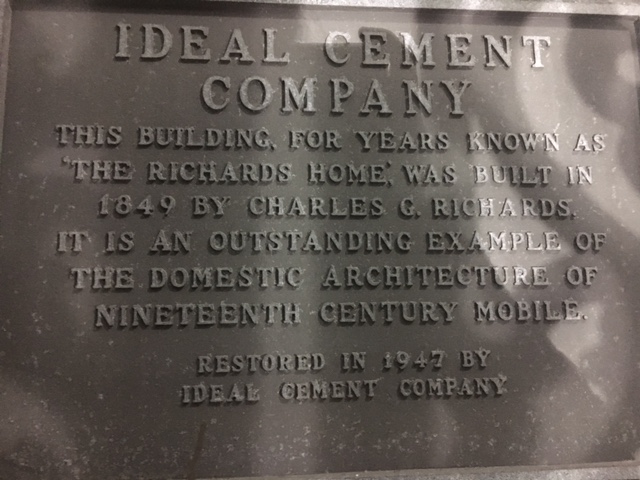 IDEAL CEMENT
COMPANY
THIS BUILDING, FOR YEARS KNOWN AS
'THE RICHARDS HOME', WAS BUILT IN
1849 BY CHARLES G. RICHARDS.
IT IS AN OUTSTANDING EXAMPLE OF
THE DOMESTIC ARCHITECTURE OF
NINETEENTH CENTURY MOBILE.
RESTORED IN 1947 BY
IDEAL CEMENT COMPANY